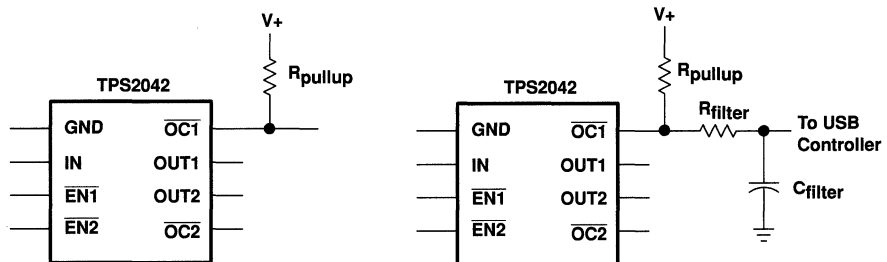 V+
Rpullup
TPS2042
GND
OC1
IN
OUT1
EN1
OUT2
EN2
OC2
V+
Rpullup
TPS2042
Rfilter
GND
OC1
To USB
Controller
IN
OUT1
EN1
OUT2
Cfilter
EN2
OC2